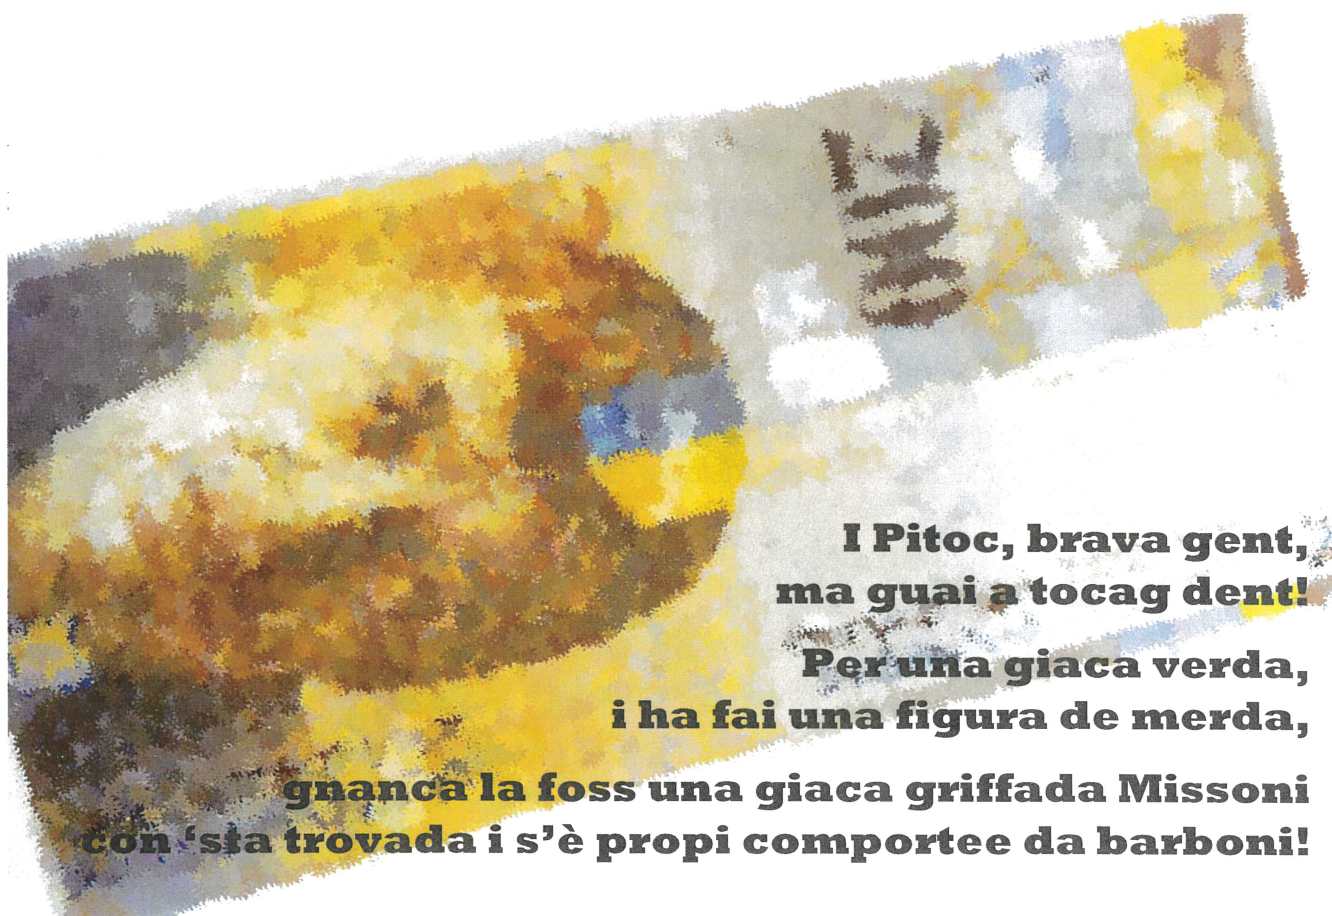 I Pitoc, brava gent,
ma guai a tocag dent!
Per una giaca verda,
i ha fai una figura de merda,
gnanca la foss una giaca griffada Missoni
con ‘sta trovada i s’è propi comportee da barboni!